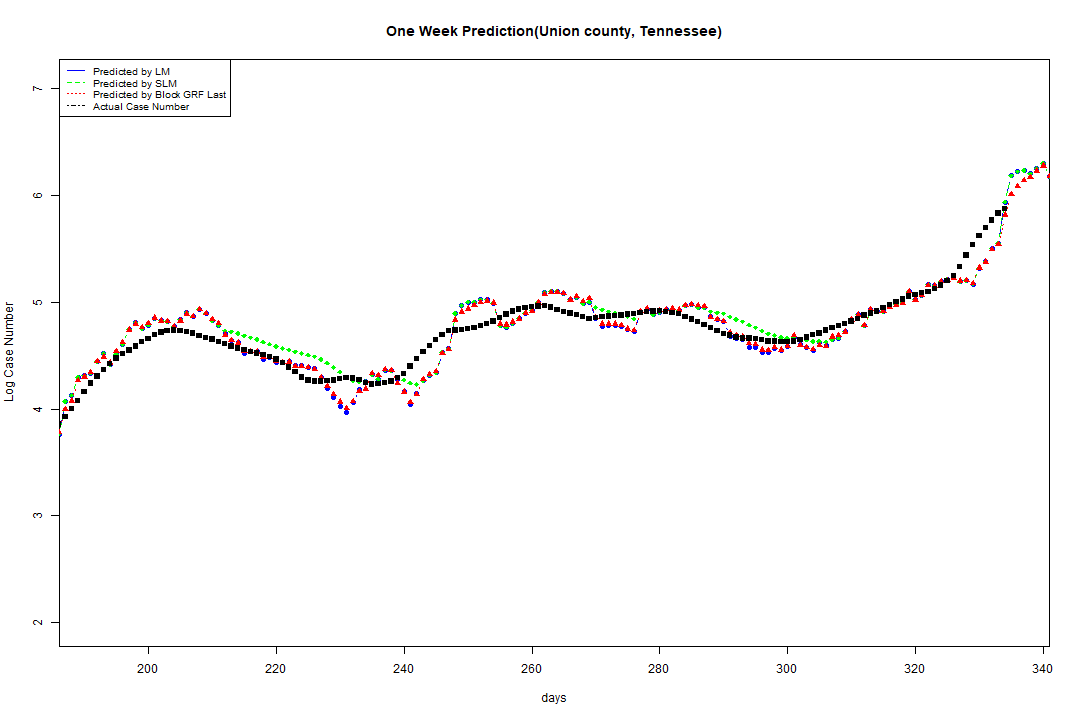 One Week Prediction(Union county, Tennessee)
Predicted by LM
Predicted by SLM
Predicted by Block GRF Last
Actual Case Number
7
6
5
4
3
2
Log Case Number
200 220 240 260 280 300 320 340
days